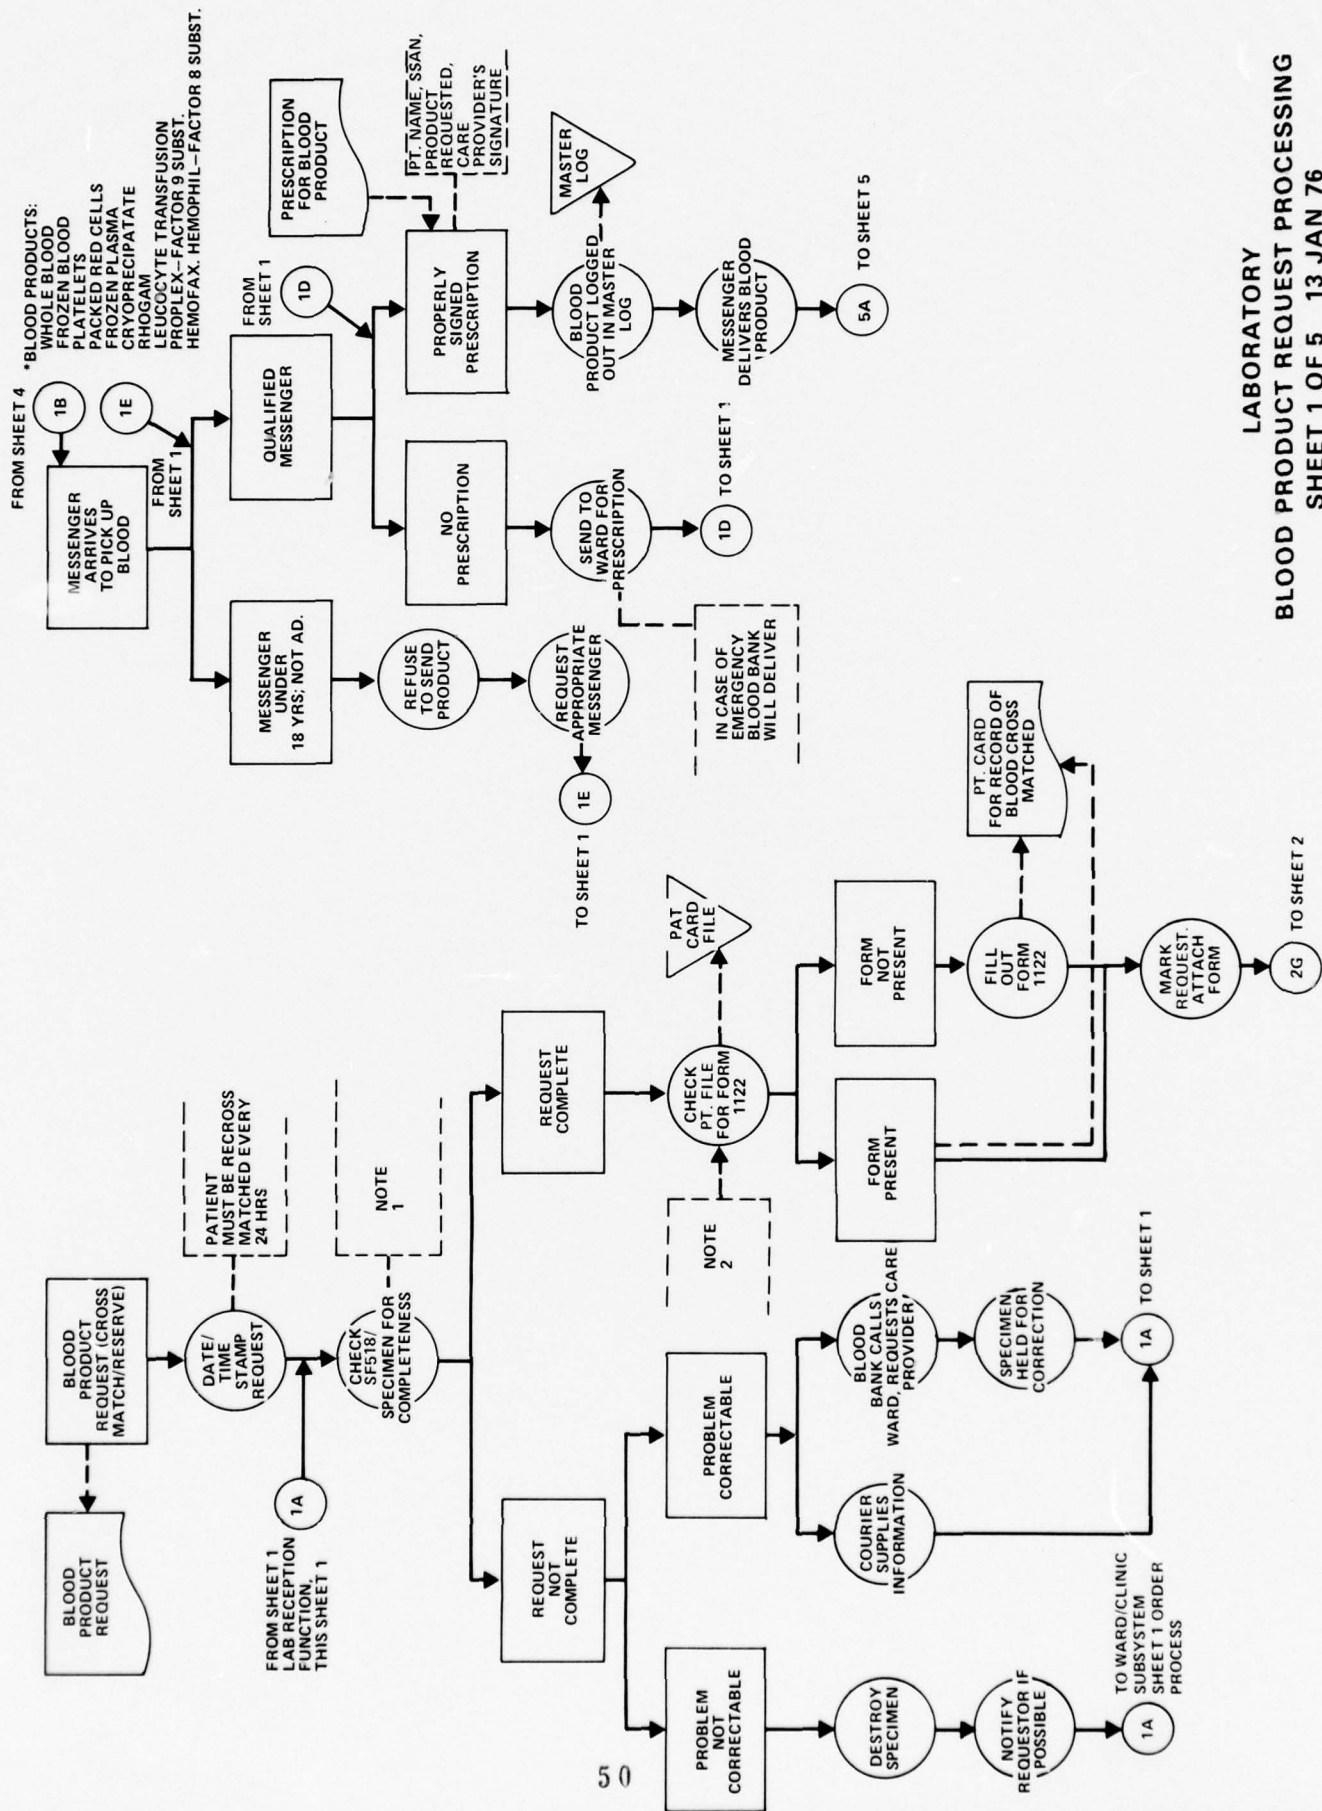 BLOOD
PRODUCT
REQUEST
BLOOD
PRODUCT
REQUEST (CROSS
MATCH/RESERVE)
DATE/
TIME
STAMP
REQUEST
PATIENT
MUST BE RECROSS
MATCHED EVERY
24 HRS
FROM SHEET 1
LAB RECEPTION
FUNCTION,
THIS SHEET 1
1A
CHECK
SF518/
SPECIMEN FOR
COMPLETENESS
NOTE
1
REQUEST
NOT
COMPLETE
REQUEST
COMPLETE
PROBLEM
NOT
CORRECTABLE
PROBLEM
CORRECTABLE
NOTE
2
CHECK
PT. FILE
FOR FORM
1122
PAT
CARD
FILE
DESTROY
SPECIMEN
COURIER
SUPPLIES
INFORMATION
BLOOD
BANK CALLS
WARD, REQUESTS CARE
PROVIDER
FORM
PRESENT
FORM
NOT
PRESENT
NOTIFY
REQUESTOR IF
POSSIBLE
SPECIMEN
HELD FOR
CORRECTION
FILL
OUT
FORM
1122
PT. CARD
FOR RECORD OF
BLOOD CROSS
MATCHED
1A
TO WARD/CLINIC
SUBSYSTEM
SHEET 1 ORDER
PROCESS
1A
TO SHEET 1
MARK
REQUEST.
ATTACH
FORM
2G
TO SHEET 2
FROM SHEET 4
1B
*BLOOD PRODUCTS:
WHOLE BLOOD
FROZEN BLOOD
PLATELETS
PACKED RED CELLS
FROZEN PLASMA
CRYOPRECIPATATE
RHOGAM
LEUCOCYTE TRANSFUSION
PROPLEX–FACTOR 9 SUBST.
HEMOFAX. HEMOPHIL–FACTOR 8 SUBST.
MESSENGER
ARRIVES
TO PICK UP
BLOOD
1E
FROM
SHEET 1
MESSENGER
UNDER
18 YRS; NOT AD.
QUALIFIED
MESSENGER
FROM
SHEET 1
1D
PRESCRIPTION
FOR BLOOD
PRODUCT
REFUSE
TO SEND
PRODUCT
NO
PRESCRIPTION
PROPERLY
SIGNED
PRESCRIPTION
PT. NAME, SSAN,
PRODUCT
REQUESTED,
CARE
PROVIDER'S
SIGNATURE
REQUEST
APPROPRIATE
MESSENGER
1E
TO SHEET 1
SEND TO
WARD FOR
PRESCRIPTION
BLOOD
PRODUCT LOGGED
OUT IN MASTER
LOG
MASTER
LOG
IN CASE OF
EMERGENCY
BLOOD BANK
WILL DELIVER
1D
TO SHEET 1
MESSENGER
DELIVERS BLOOD
PRODUCT
5A
TO SHEET 5
LABORATORY
BLOOD PRODUCT REQUEST PROCESSING
SHEET 1 OF 5 13 JAN 76
50